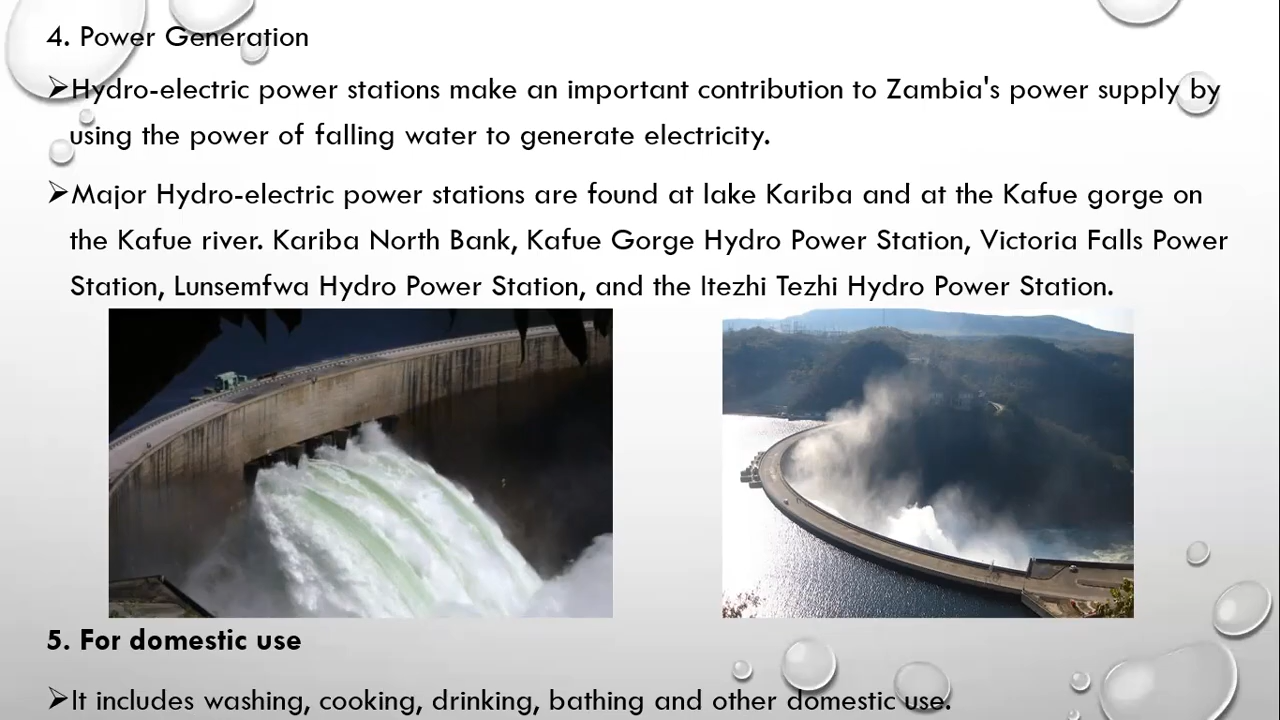 4. Power Generation
➢Hydro-electric power stations make an important contribution to Zambia's power supply by
using the power of falling water to generate electricity.
➢Major Hydro-electric power stations are found at lake Kariba and at the Kafue gorge on
the Kafue river. Kariba North Bank, Kafue Gorge Hydro Power Station, Victoria Falls Power
Station, Lunsemfwa Hydro Power Station, and the Itezhi Tezhi Hydro Power Station.
5. For domestic use
➢It includes washing, cooking, drinking, bathing and other domestic use.